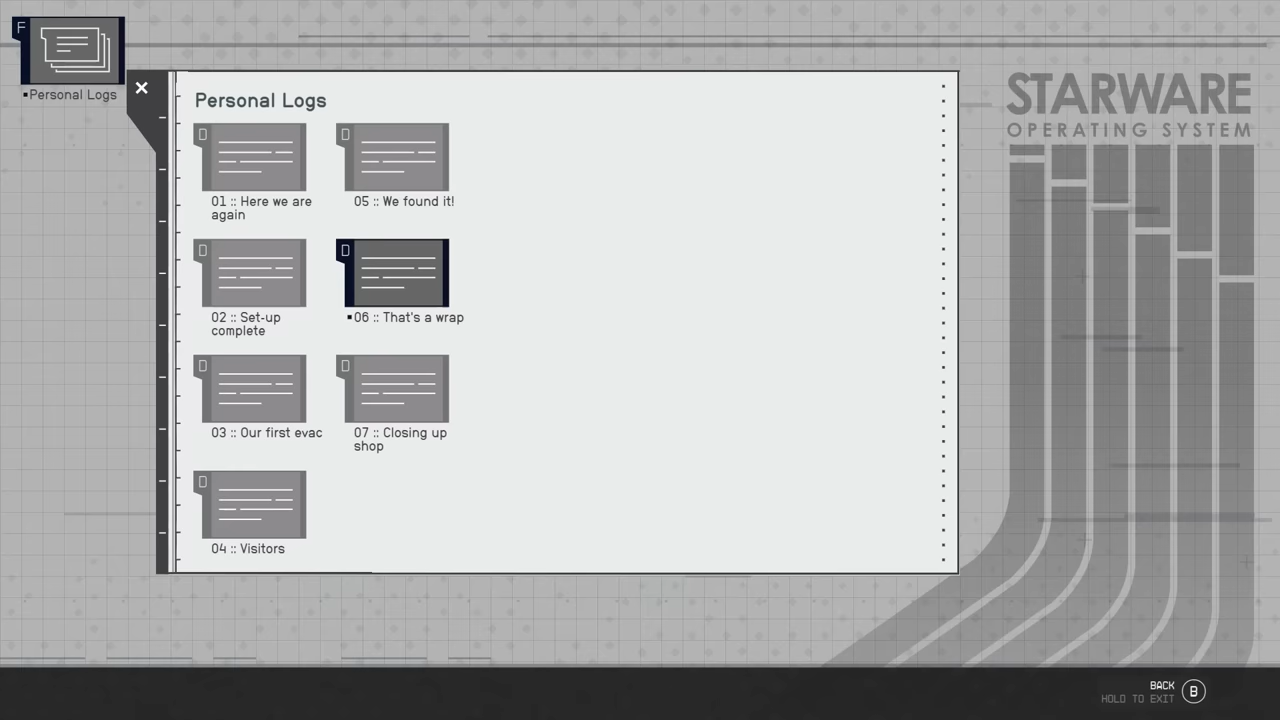 F
▪Personal Logs
×
Personal Logs
D
01 :: Here we are
again
D
02 :: Set-up
complete
D
03 :: Our first evac
D
04 :: Visitors
D
05 :: We found it!
D
▪06 :: That's a wrap
D
07 :: Closing up
shop
STARWARE
OPERATING SYSTEM
BACK
HOLD TO EXIT
B